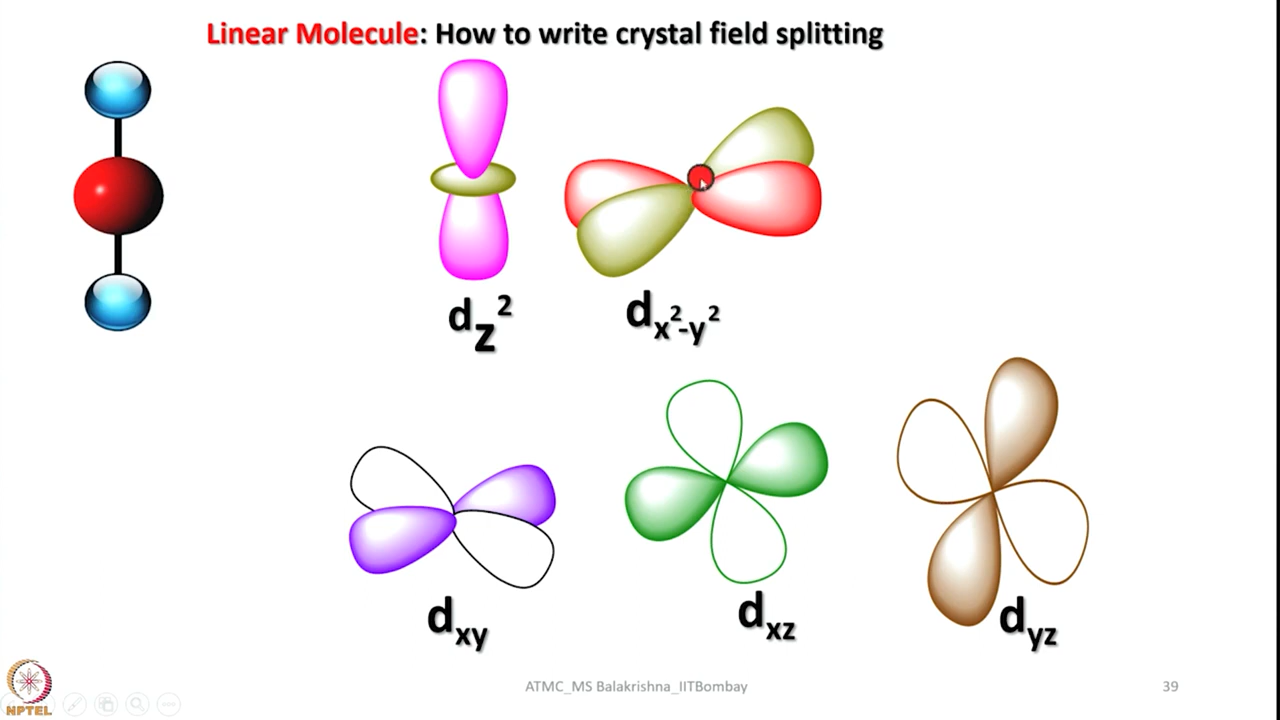 Linear Molecule: How to write crystal field splitting
dz²
dx²-y²
dxy
dxz
dyz
ATMC_MS Balakrishna_IITBombay
39
NPTEL